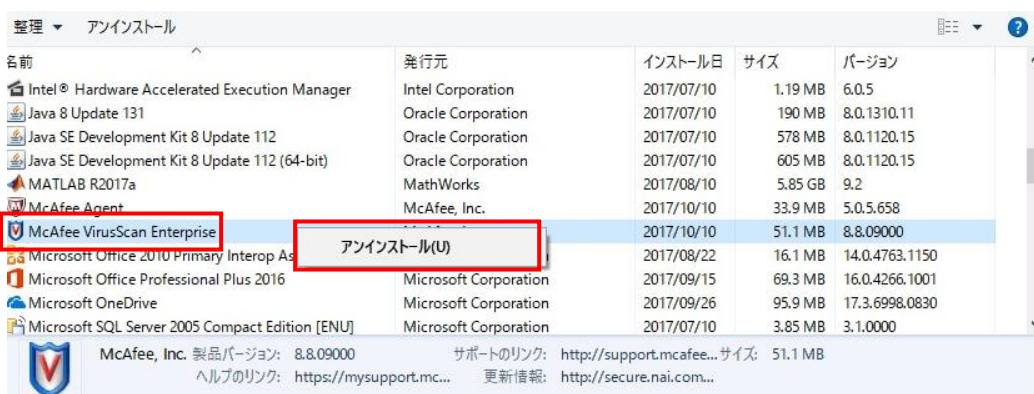 整理 アンインストール
名前 発行元 インストール日 サイズ バージョン
Intel® Hardware Accelerated Execution Manager Intel Corporation 2017/07/10 1.19 MB 6.0.5
Java 8 Update 131 Oracle Corporation 2017/07/10 190 MB 8.0.1310.11
Java SE Development Kit 8 Update 112 Oracle Corporation 2017/07/10 578 MB 8.0.1120.15
Java SE Development Kit 8 Update 112 (64-bit) Oracle Corporation 2017/07/10 605 MB 8.0.1120.15
MATLAB R2017a MathWorks 2017/08/10 5.85 GB 9.2
McAfee Agent McAfee, Inc. 2017/10/10 33.9 MB 5.0.5.658
McAfee VirusScan Enterprise 2017/10/10 51.1 MB 8.8.09000
アンインストール(U)
Microsoft Office 2010 Primary Interop As 2017/08/22 16.1 MB 14.0.4763.1150
Microsoft Office Professional Plus 2016 Microsoft Corporation 2017/09/15 69.3 MB 16.0.4266.1001
Microsoft OneDrive Microsoft Corporation 2017/09/26 95.9 MB 17.3.6998.0830
Microsoft SQL Server 2005 Compact Edition [ENU] Microsoft Corporation 2017/07/10 3.85 MB 3.1.0000
McAfee, Inc. 製品バージョン: 8.8.09000 サポートのリンク: http://support.mcafee... サイズ: 51.1 MB
ヘルプのリンク: https://mysupport.mc... 更新情報: http://secure.nai.com...